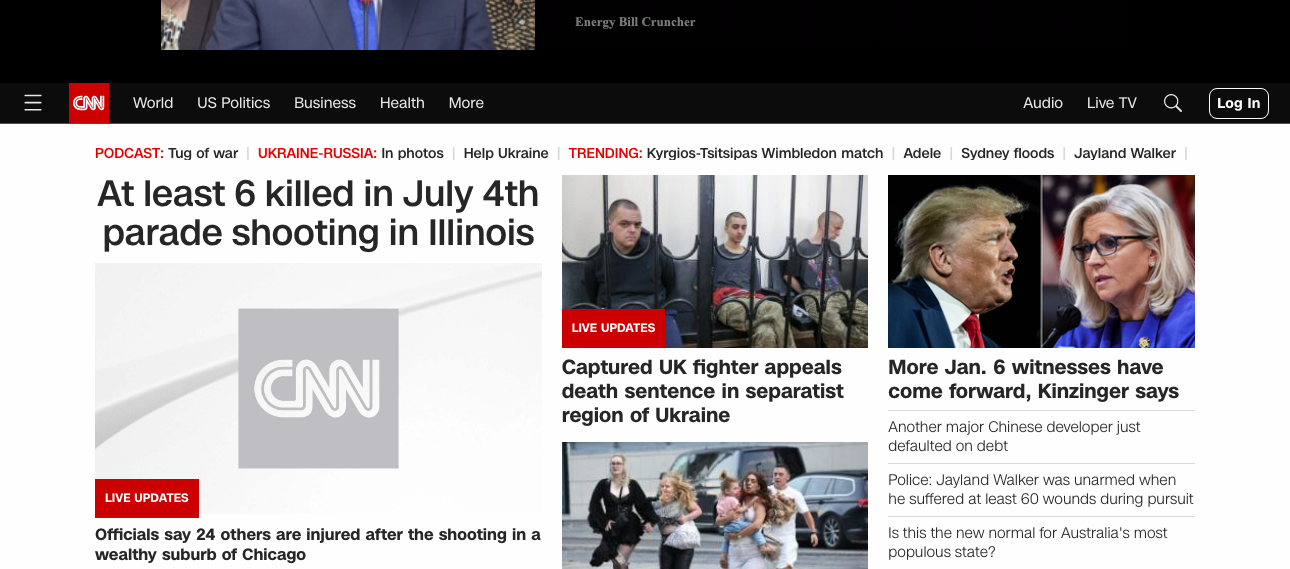 Energy Bill Cruncher
CNN World US Politics Business Health More Audio Live TV Log In
PODCAST: Tug of war | UKRAINE-RUSSIA: In photos | Help Ukraine | TRENDING: Kyrgios-Tsitsipas Wimbledon match | Adele | Sydney floods | Jayland Walker |
At least 6 killed in July 4th
parade shooting in Illinois
CNN
LIVE UPDATES
Officials say 24 others are injured after the shooting in a
wealthy suburb of Chicago
LIVE UPDATES
Captured UK fighter appeals
death sentence in separatist
region of Ukraine
More Jan. 6 witnesses have
come forward, Kinzinger says
Another major Chinese developer just
defaulted on debt
Police: Jayland Walker was unarmed when
he suffered at least 60 wounds during pursuit
Is this the new normal for Australia's most
populous state?